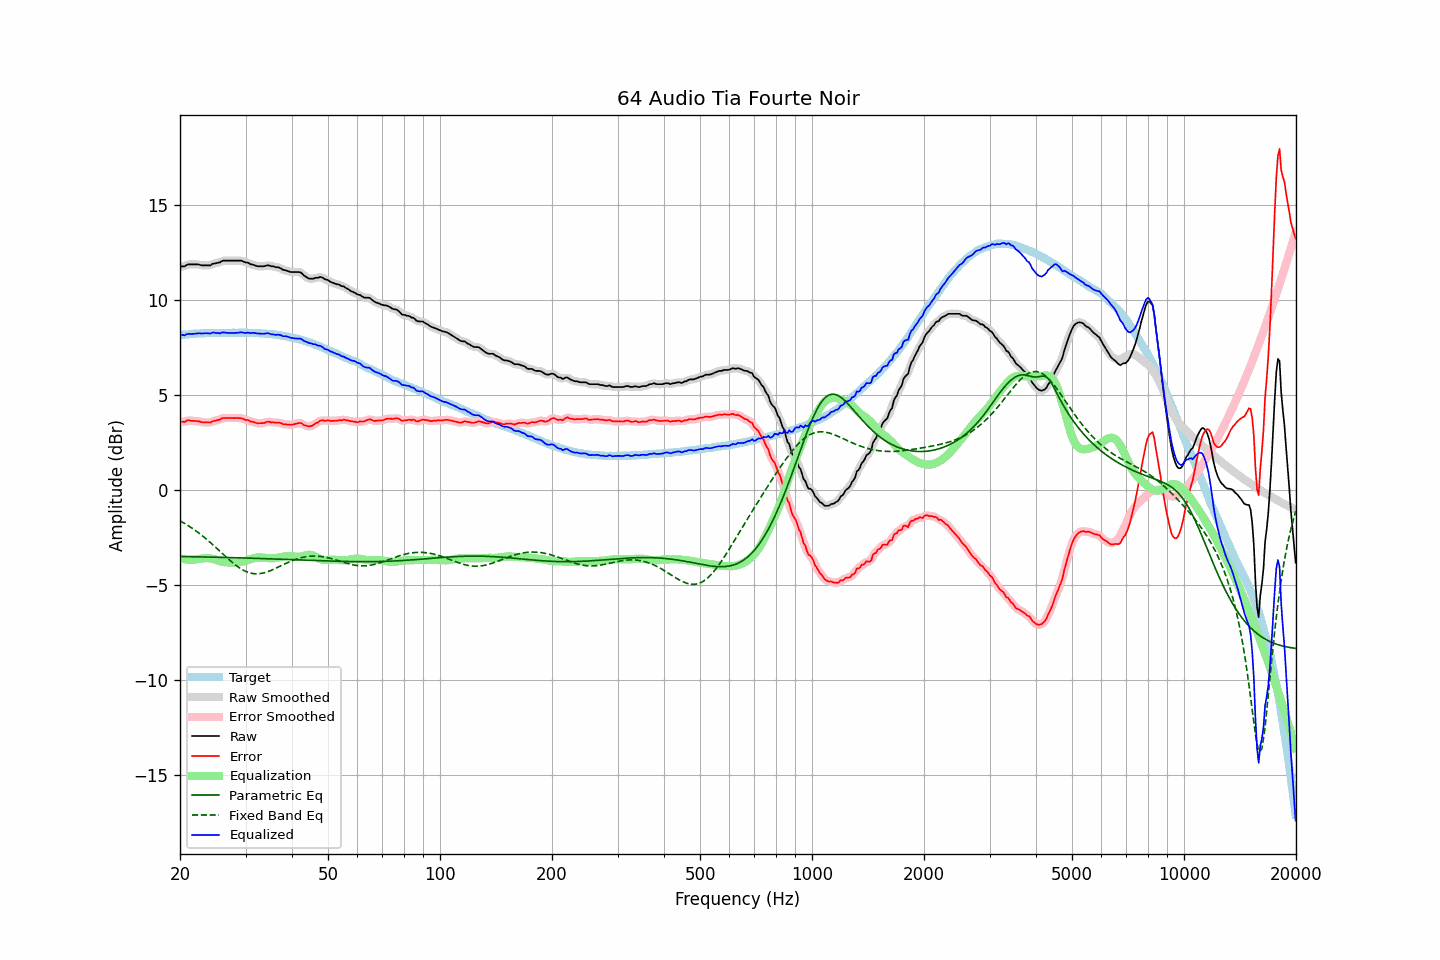 64 Audio Tia Fourte Noir
Amplitude (dBr)
15
10
5
0
−5
−10
−15
Target
Raw Smoothed
Error Smoothed
Raw
Error
Equalization
Parametric Eq
Fixed Band Eq
Equalized
20 50 100 200 500 1000 2000 5000 10000 20000
Frequency (Hz)